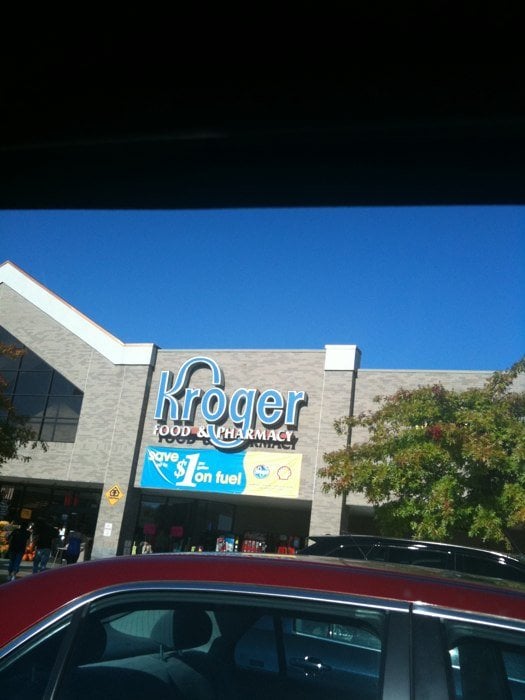 Kroger
FOOD & PHARMACY
save
$1
on fuel